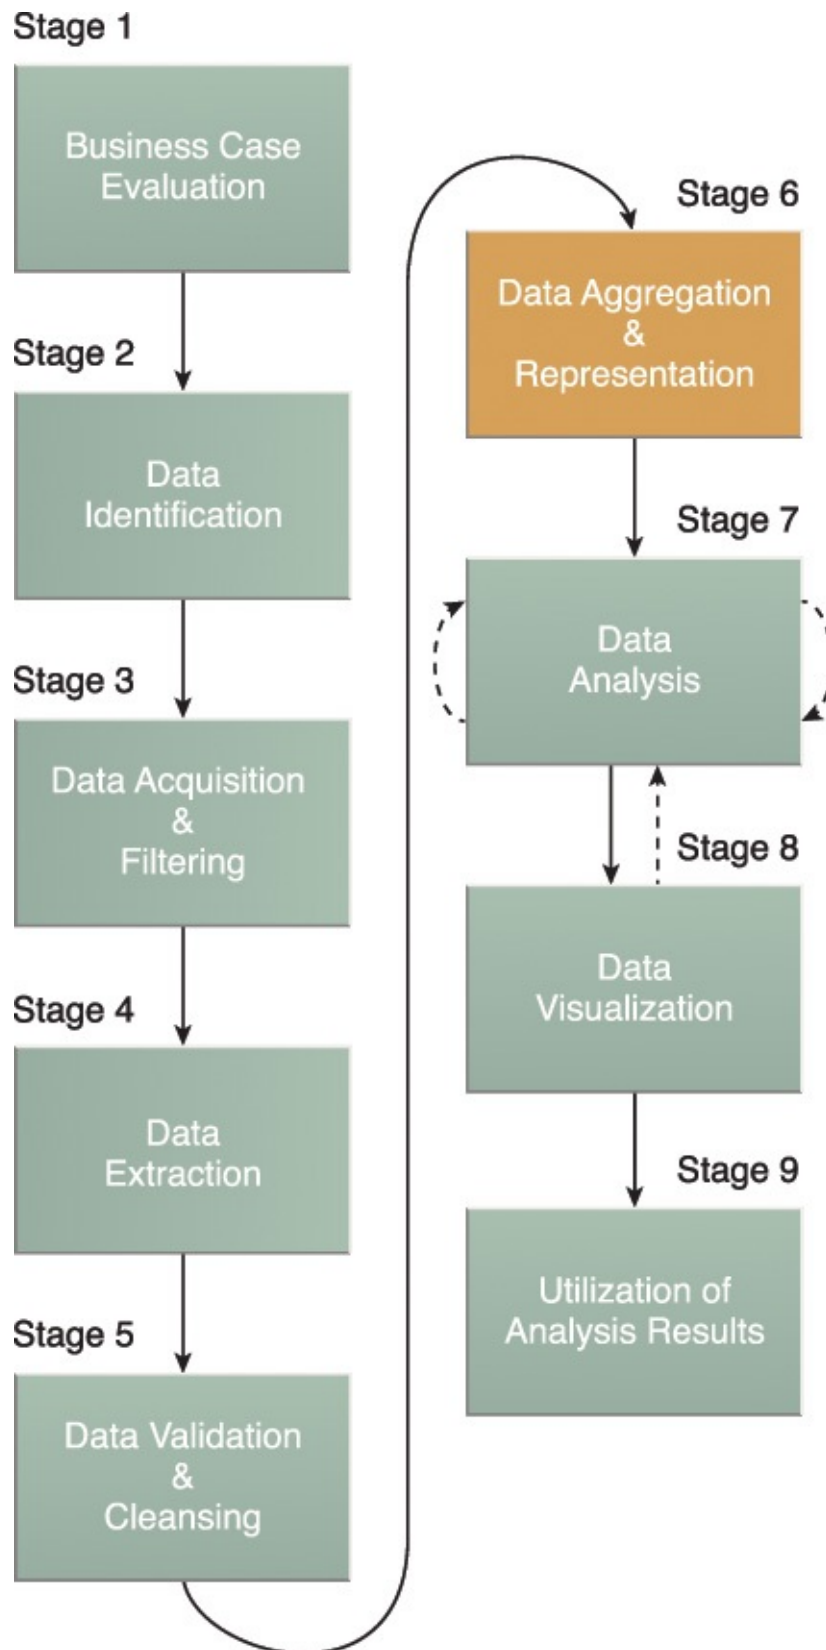 Stage 1
Business Case
Evaluation
Stage 2
Data
Identification
Stage 3
Data Acquisition
&
Filtering
Stage 4
Data
Extraction
Stage 5
Data Validation
&
Cleansing
Stage 6
Data Aggregation
&
Representation
Stage 7
Data
Analysis
Stage 8
Data
Visualization
Stage 9
Utilization of
Analysis Results